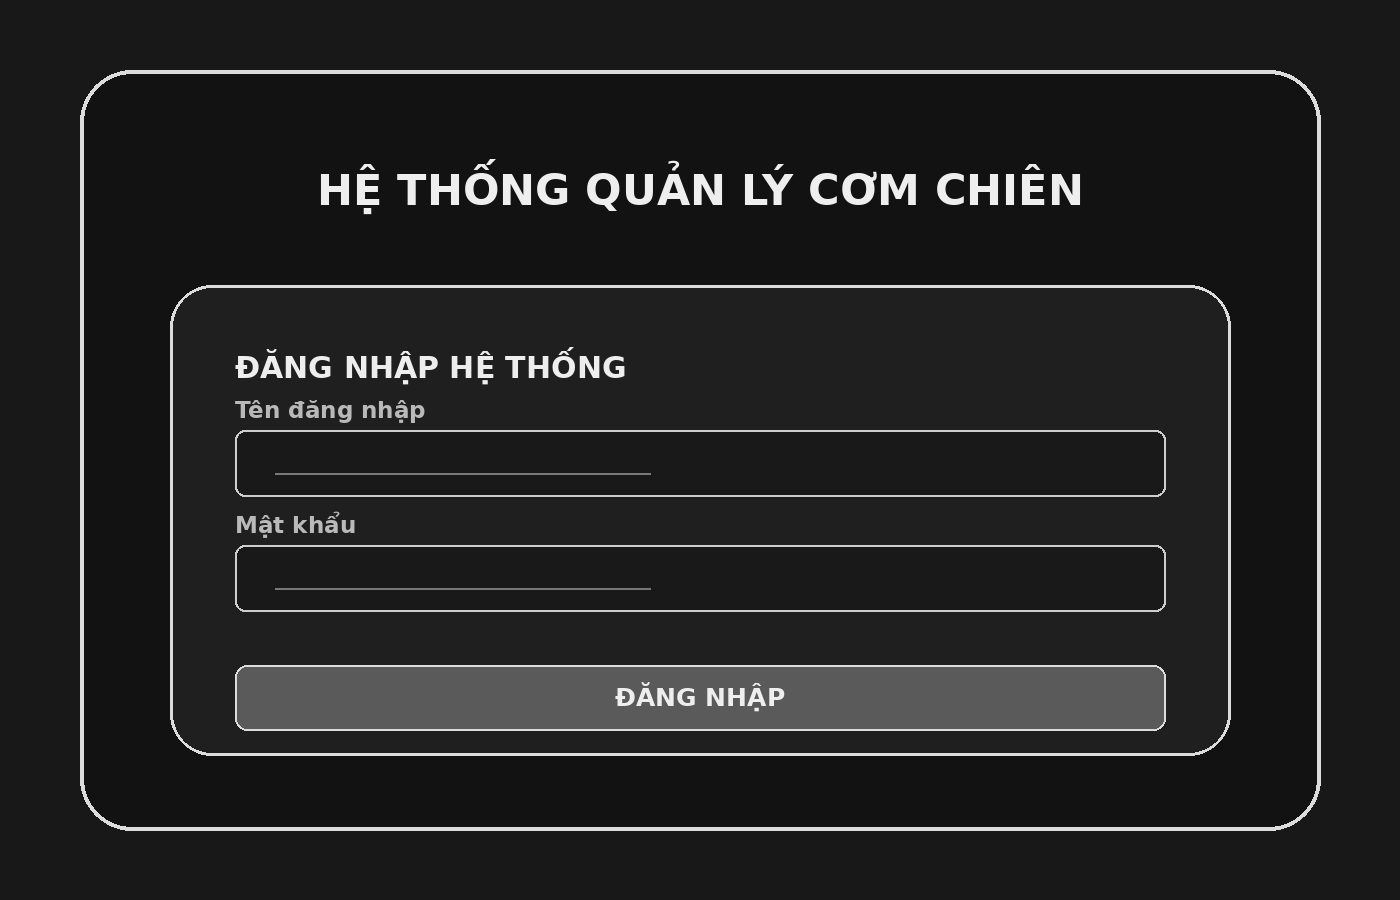 HỆ THỐNG QUẢN LÝ CƠM CHIÊN
ĐĂNG NHẬP HỆ THỐNG
Tên đăng nhập
Mật khẩu
ĐĂNG NHẬP